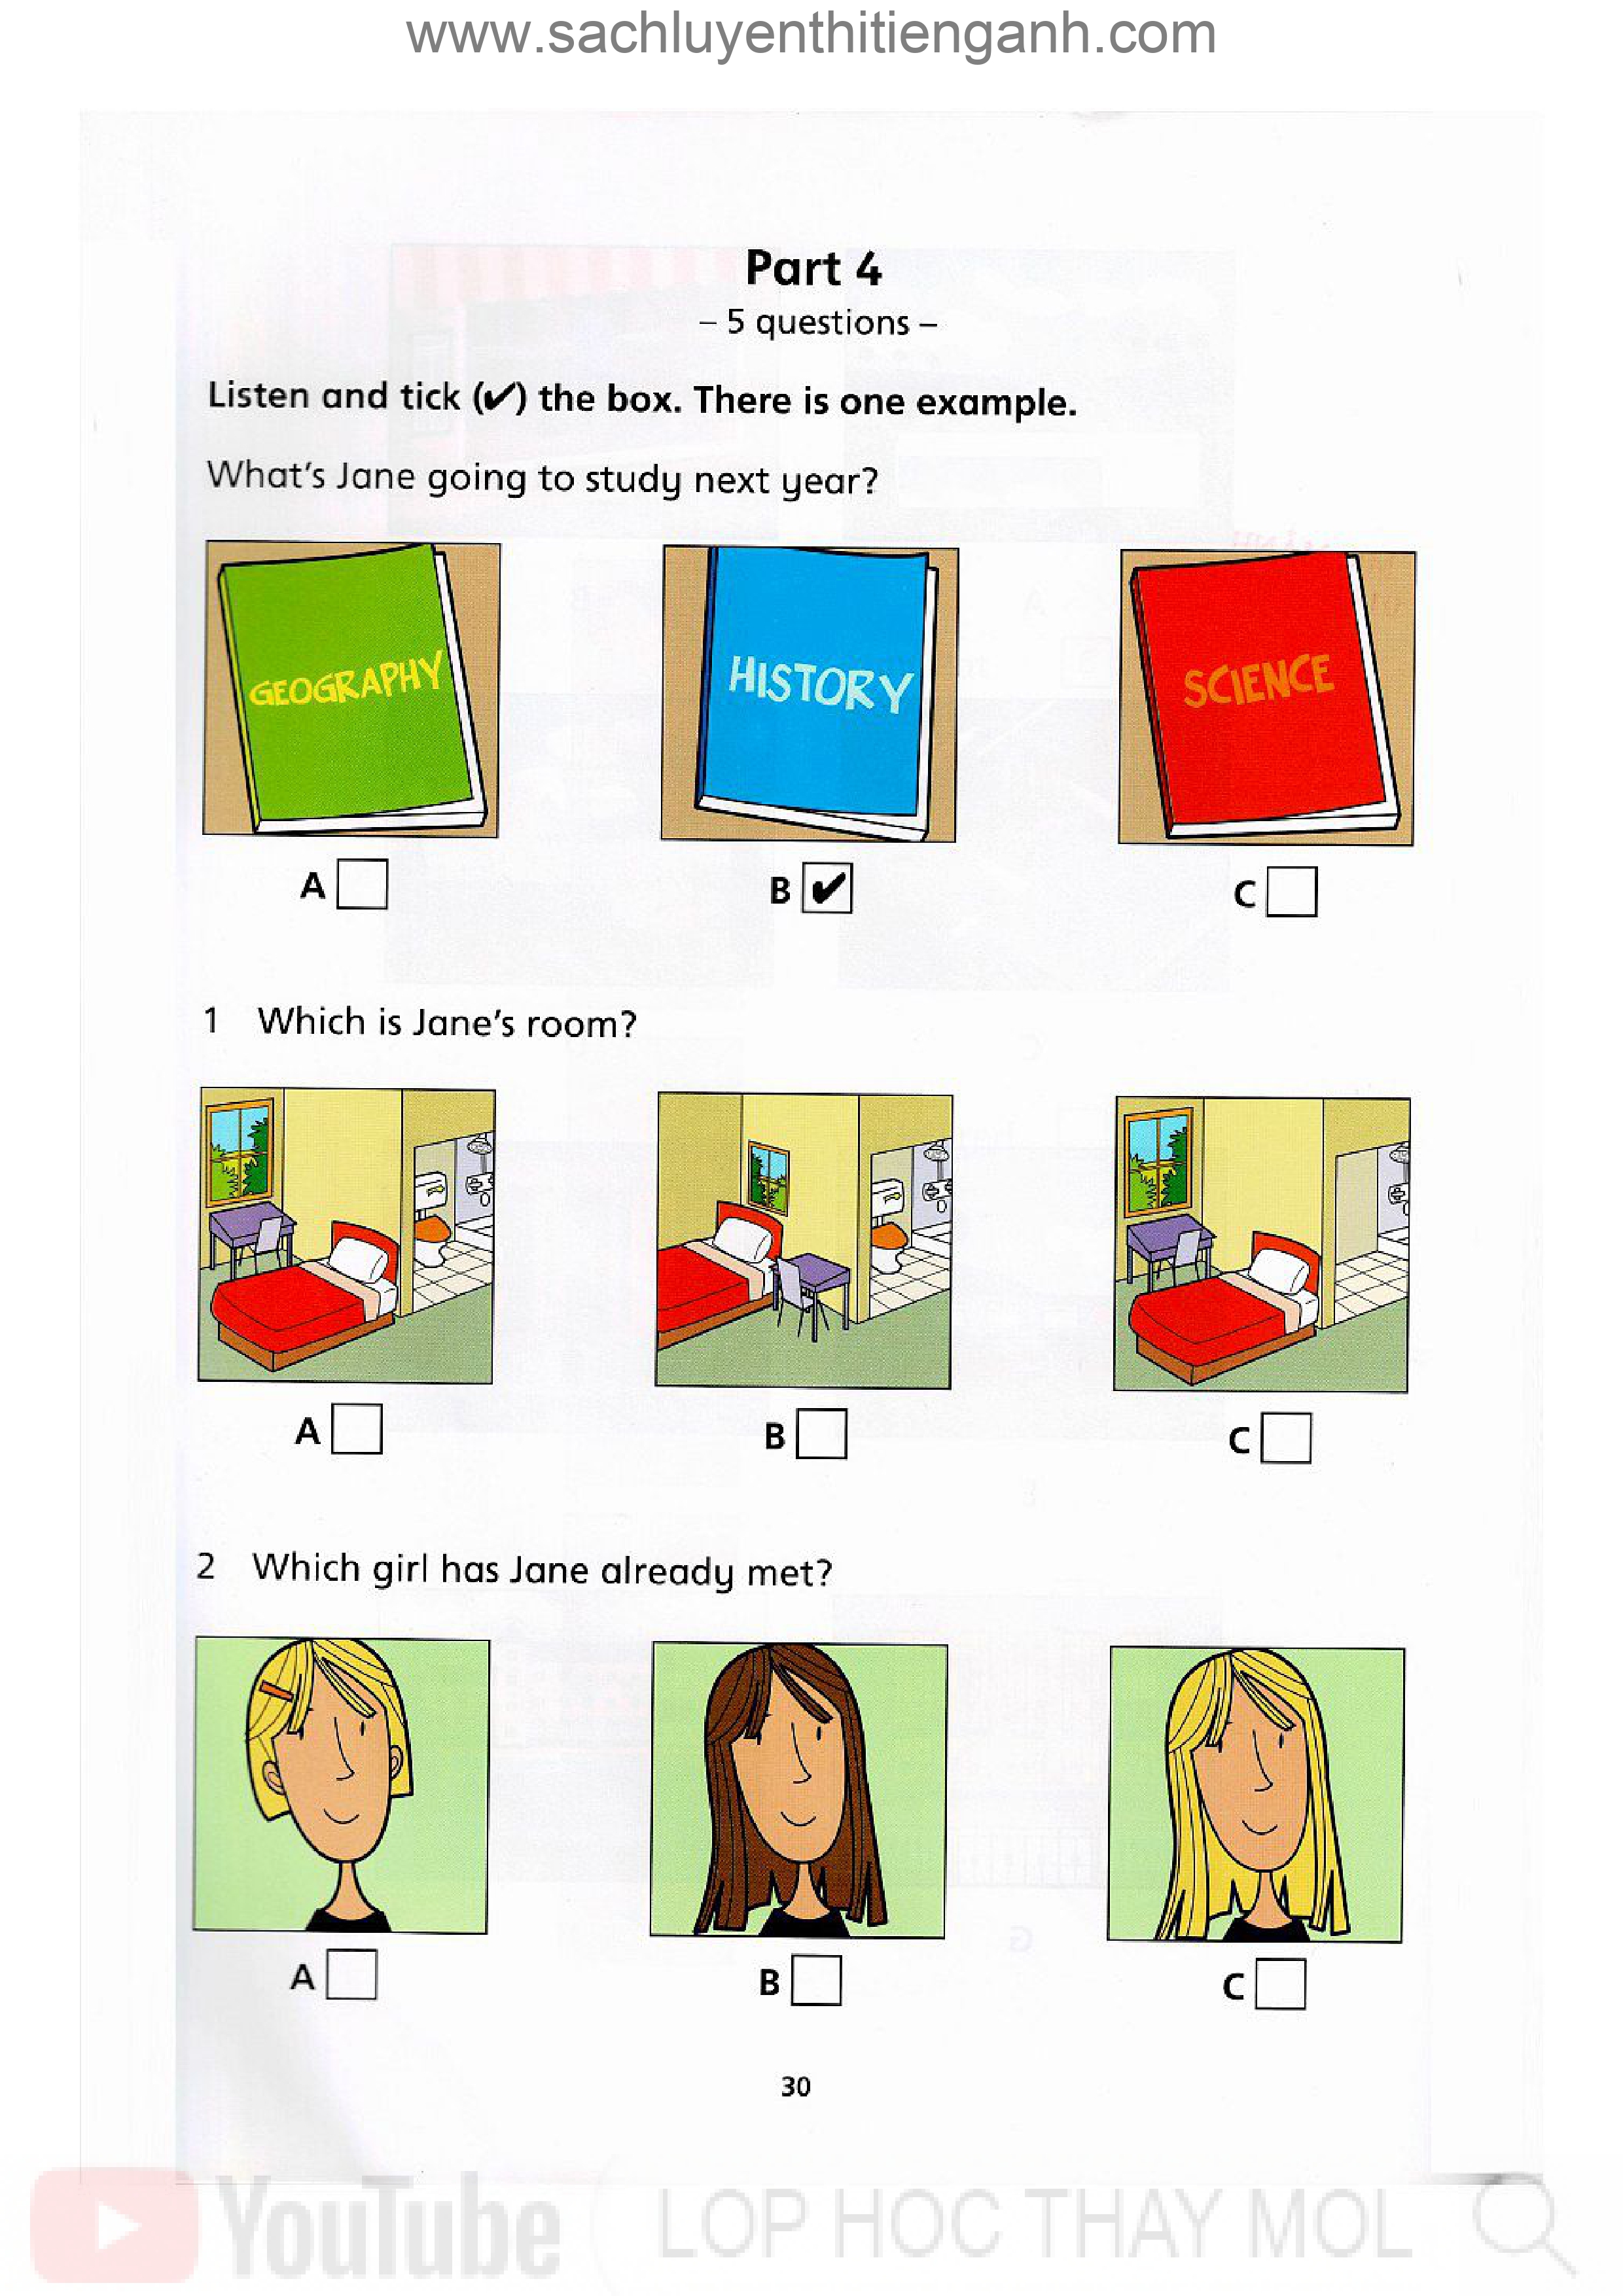 www.sachluyenthitienganh.com
Part 4
– 5 questions –
Listen and tick (✔) the box. There is one example.
What's Jane going to study next year?
GEOGRAPHY
HISTORY
SCIENCE
A
B ✔
C
1 Which is Jane's room?
A
B
C
2 Which girl has Jane already met?
A
B
C
30
YouTube LOP HOC THAY MOL